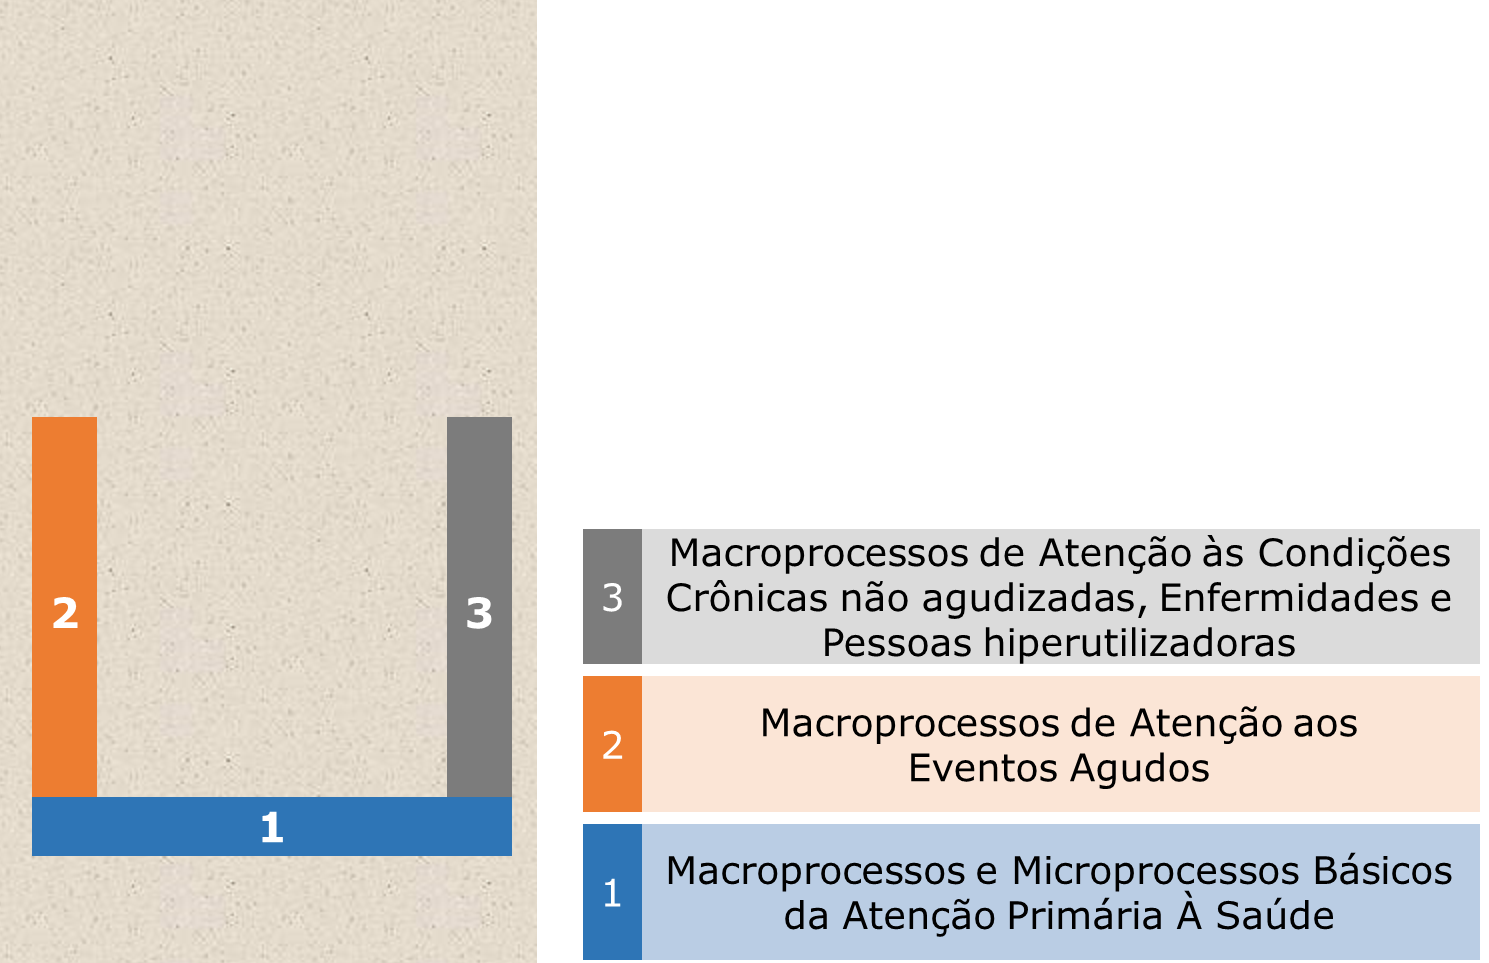 2
3
1
3
Macroprocessos de Atenção às Condições
Crônicas não agudizadas, Enfermidades e
Pessoas hiperutilizadoras
2
Macroprocessos de Atenção aos
Eventos Agudos
1
Macroprocessos e Microprocessos Básicos
da Atenção Primária À Saúde